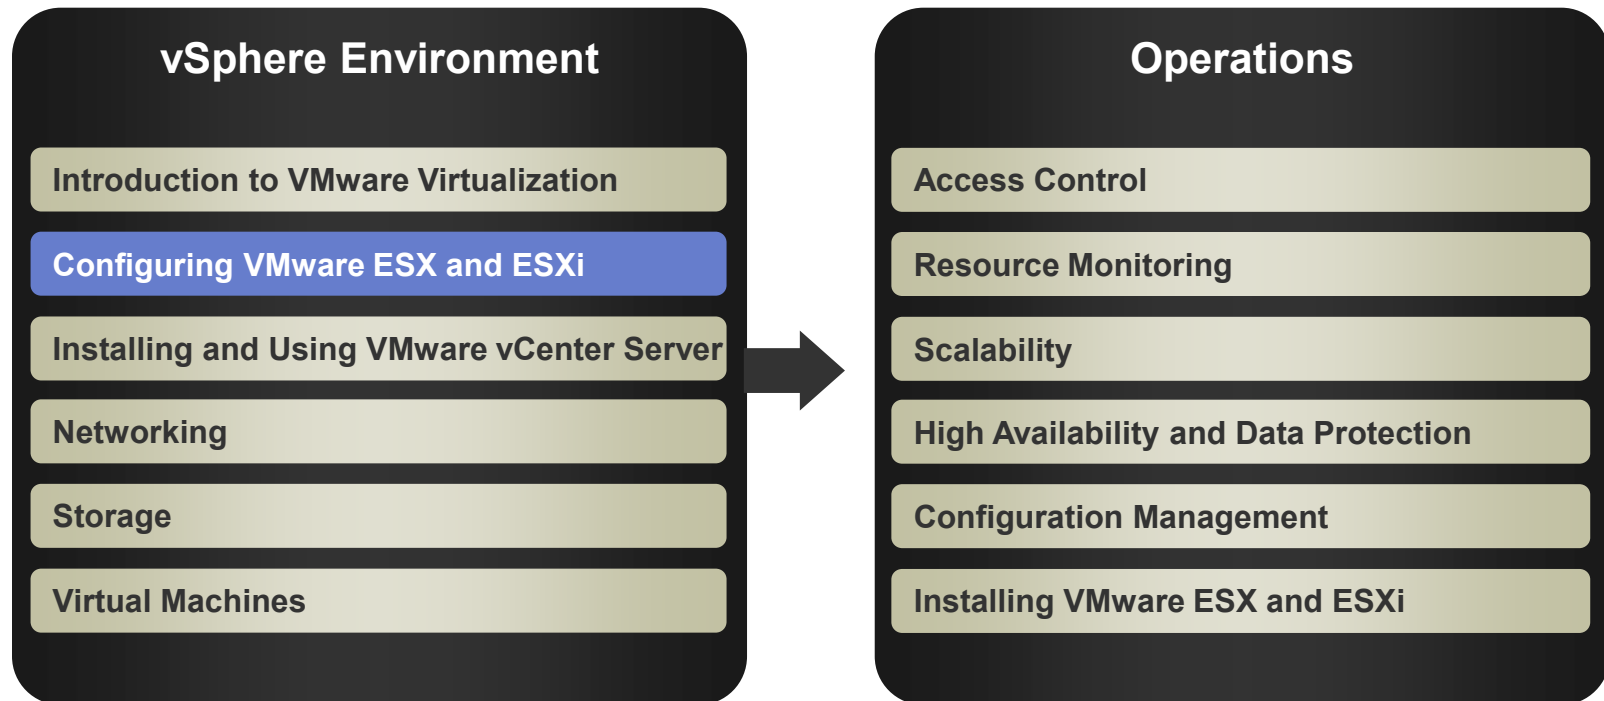 vSphere Environment
Introduction to VMware Virtualization
Configuring VMware ESX and ESXi
Installing and Using VMware vCenter Server
Networking
Storage
Virtual Machines
Operations
Access Control
Resource Monitoring
Scalability
High Availability and Data Protection
Configuration Management
Installing VMware ESX and ESXi